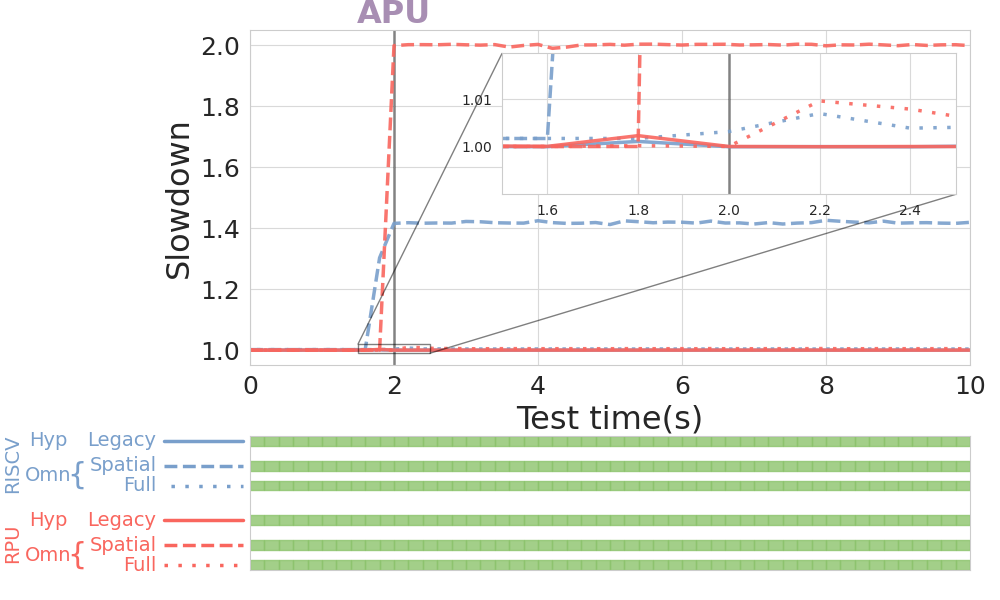 APU
2.0
1.8
1.6
1.4
1.2
1.0
Slowdown
1.01
1.00
1.6 1.8 2.0 2.2 2.4
0 2 4 6 8 10
Test time(s)
RISCV
Hyp Legacy
Omn{ Spatial
Full
RPU
Hyp Legacy
Omn{ Spatial
Full